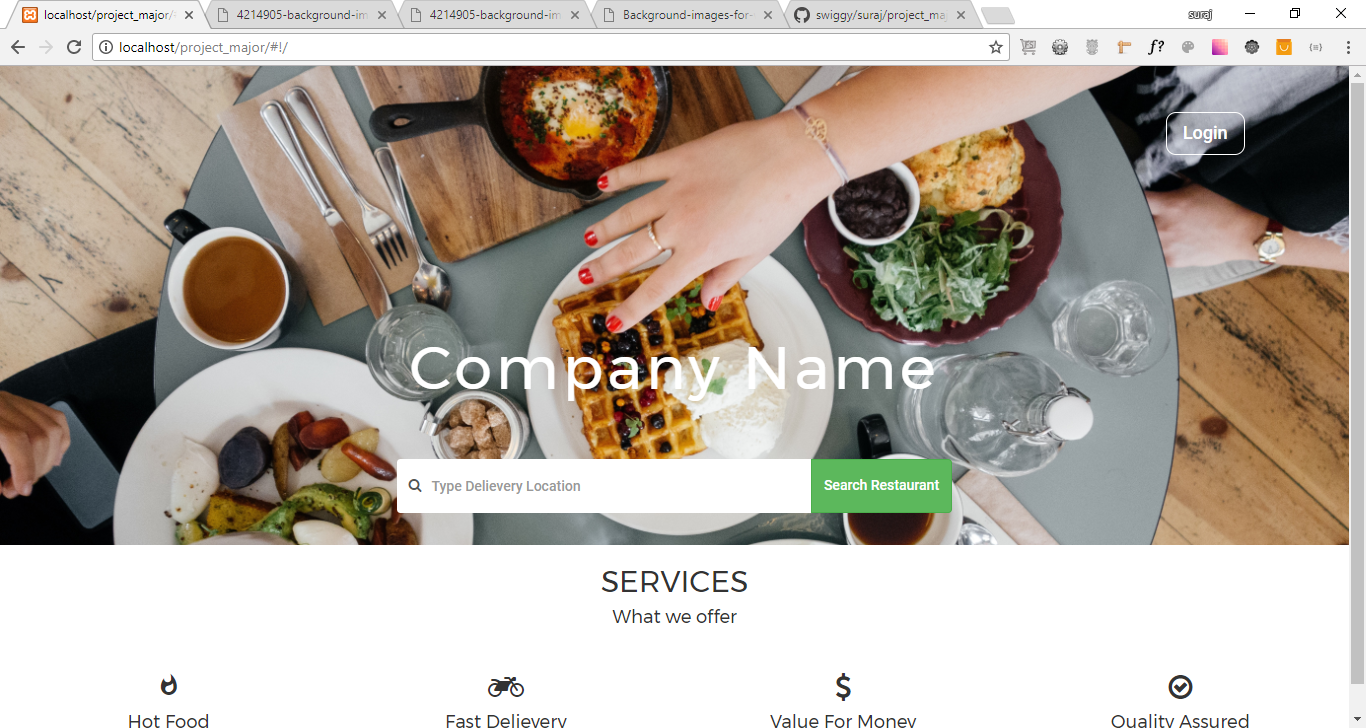 localhost/project_major/
4214905-background-im
4214905-background-im
Background-images-for-
swiggy/suraj/project_ma
suraj
localhost/project_major/#!/
f?
Login
Company Name
Type Delievery Location
Search Restaurant
SERVICES
What we offer
Hot Food
Fast Delievery
Value For Money
Quality Assured